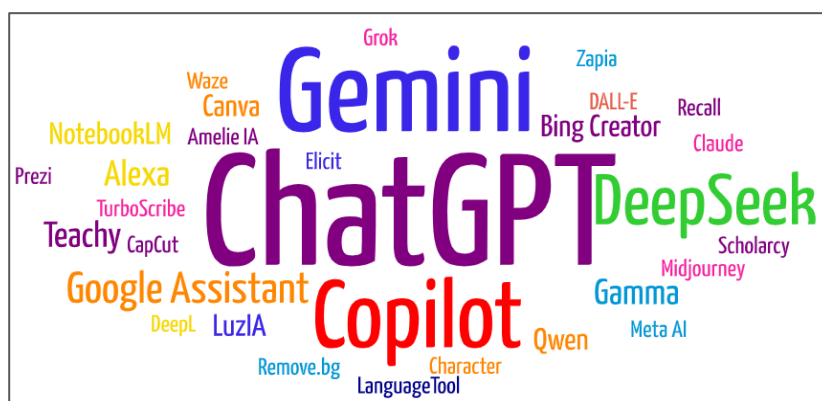 Grok
Gemini
Zapia
Waze
Canva
DALL-E
Recall
NotebookLM
Amelie IA
Bing Creator
Claude
Elicit
Prezi
Alexa
ChatGPT
DeepSeek
TurboScribe
Teachy
CapCut
Scholarcy
Midjourney
Google Assistant
Copilot
Gamma
DeepL
LuzIA
Qwen
Meta AI
Remove.bg
Character
LanguageTool